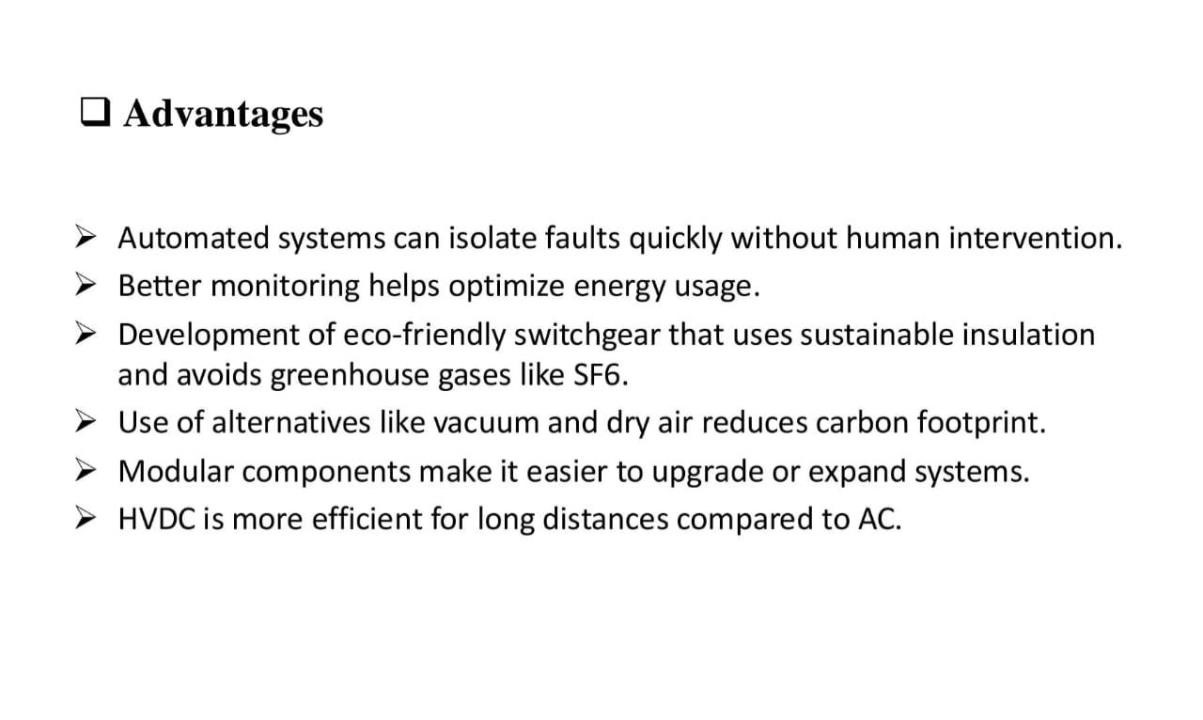 ❑ Advantages
➢ Automated systems can isolate faults quickly without human intervention.
➢ Better monitoring helps optimize energy usage.
➢ Development of eco-friendly switchgear that uses sustainable insulation
and avoids greenhouse gases like SF6.
➢ Use of alternatives like vacuum and dry air reduces carbon footprint.
➢ Modular components make it easier to upgrade or expand systems.
➢ HVDC is more efficient for long distances compared to AC.